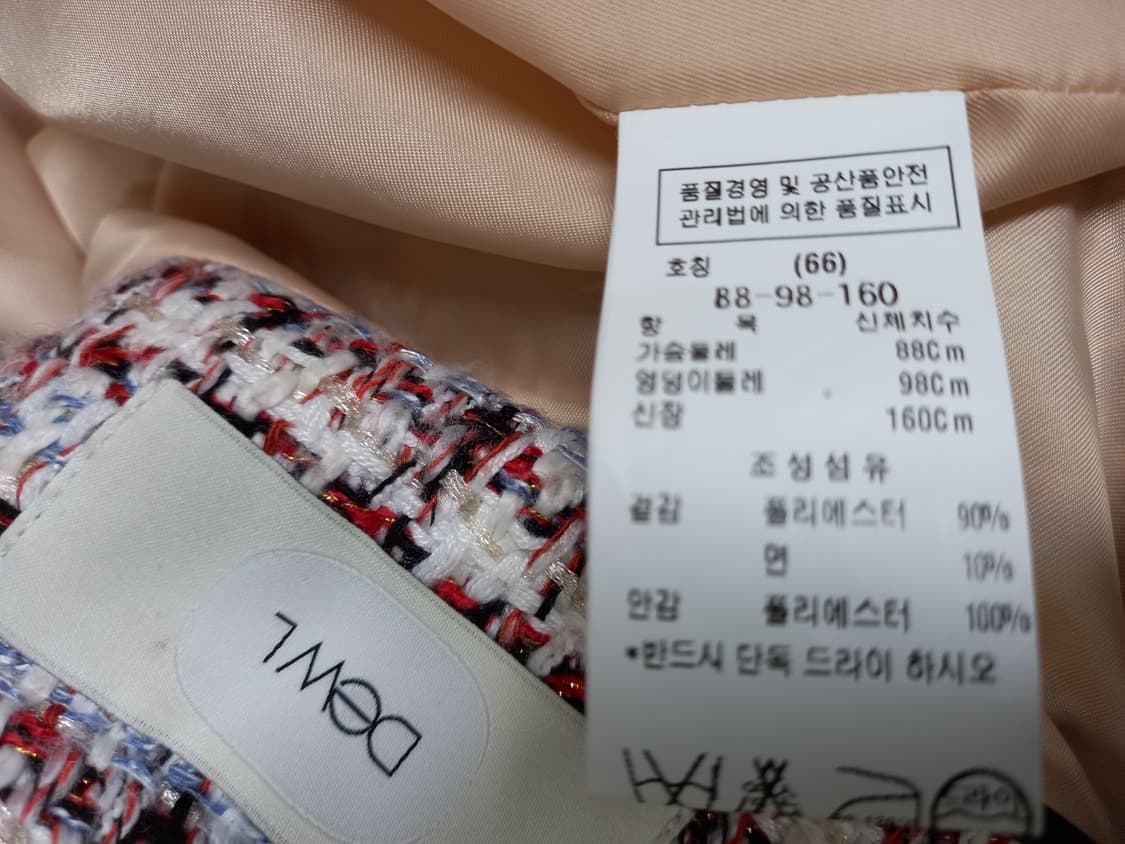 품질경영 및 공산품안전
관리법에 의한 품질표시
호칭 (66)
88-98-160
항 목 신체치수
가슴둘레 88Cm
엉덩이둘레 98Cm
신장 160Cm
조성섬유
겉감 폴리에스터 90%
면 10%
안감 폴리에스터 100%
*반드시 단독 드라이 하시오
드라이
DEWL